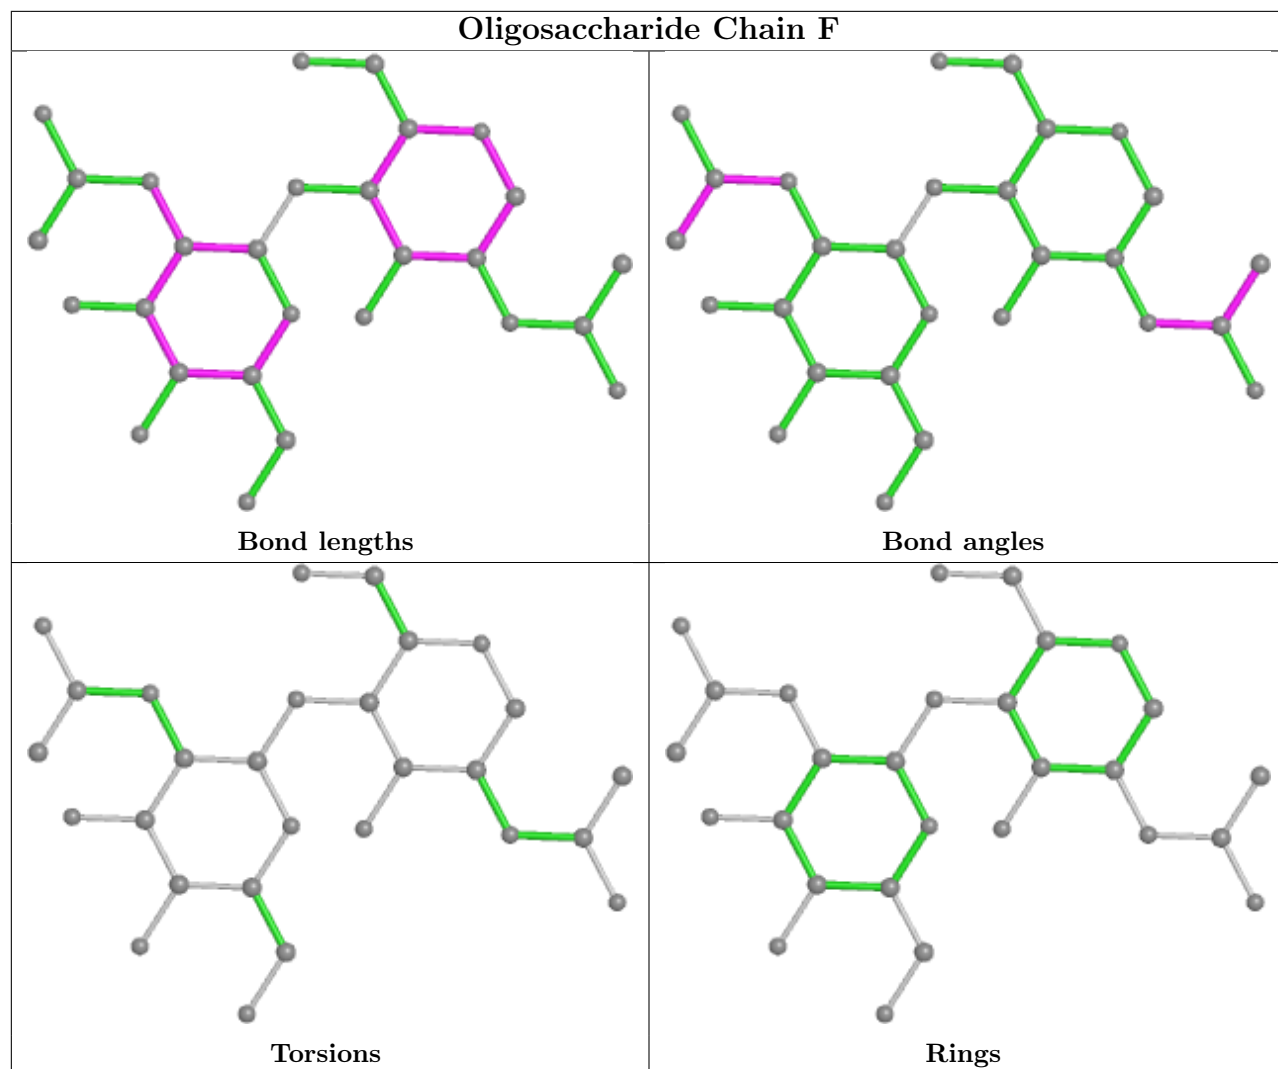 Oligosaccharide Chain F
Bond lengths
Bond angles
Torsions
Rings